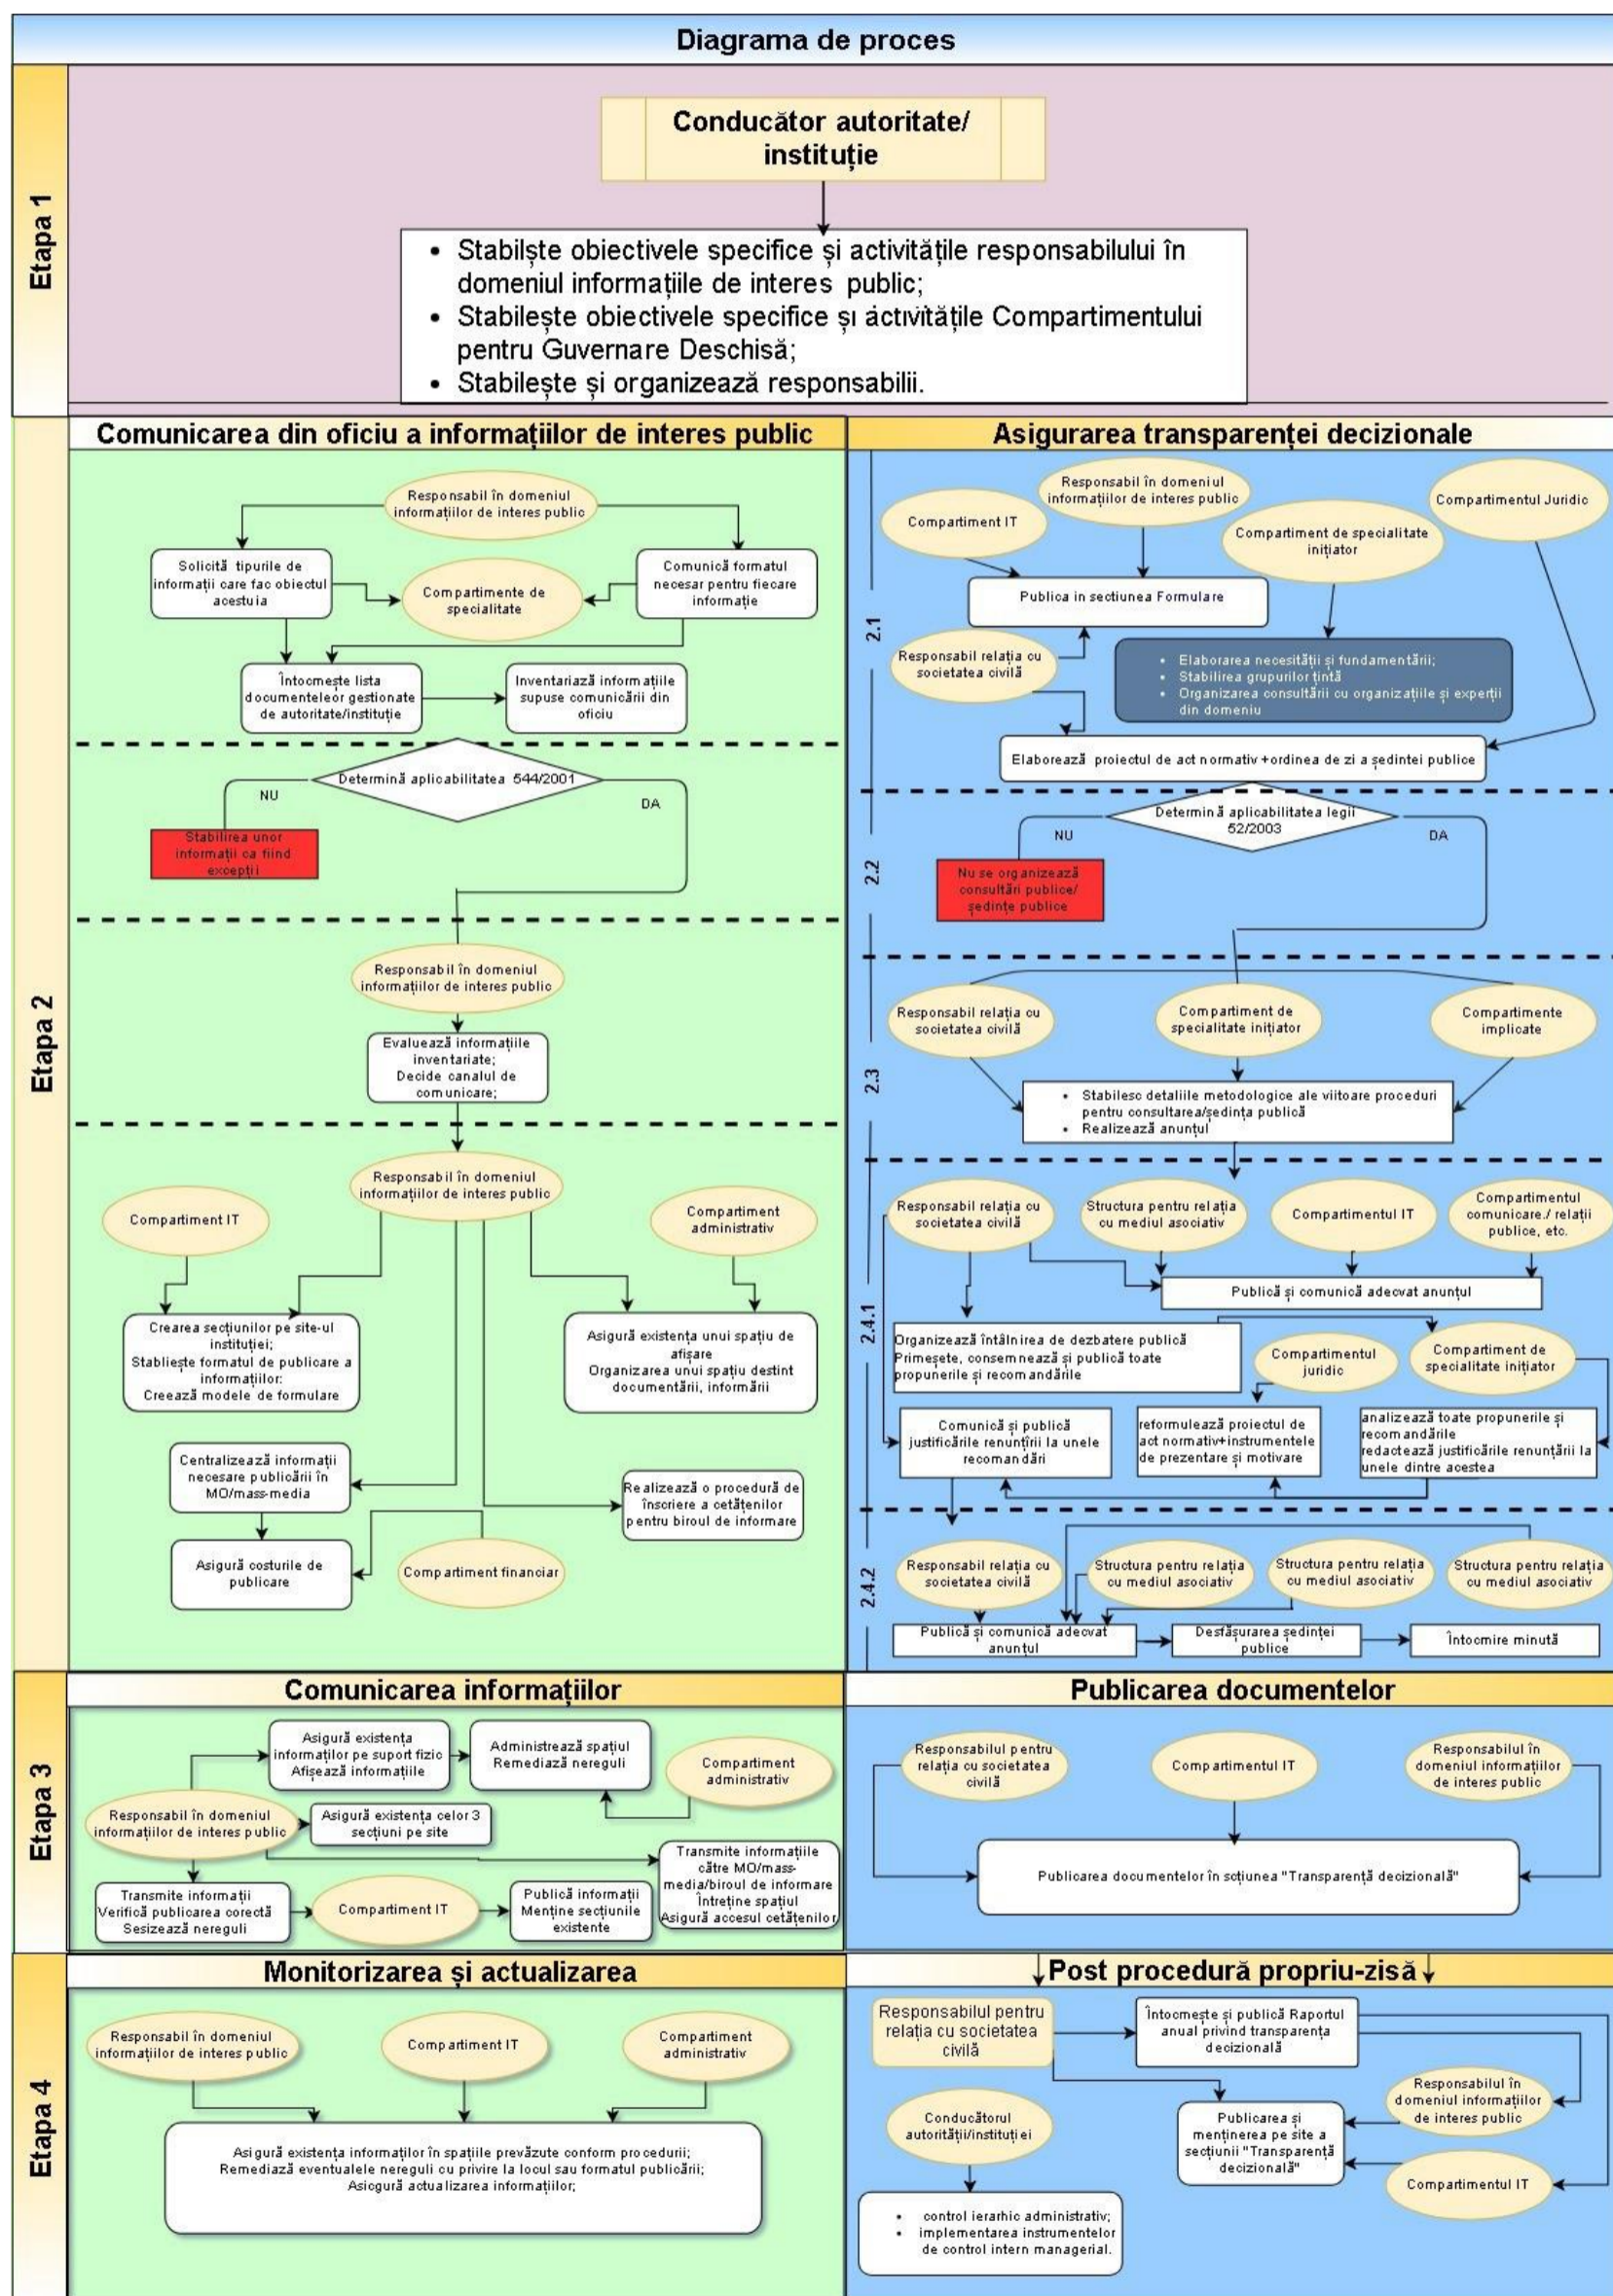 Diagrama de proces
Etapa 1
Conducător autoritate/
instituție
• Stabilște obiectivele specifice și activitățile responsabilului în
domeniul informațiile de interes public;
• Stabilește obiectivele specifice și activitățile Compartimentului
pentru Guvernare Deschisă;
• Stabilește și organizează responsabilii.
Etapa 2
Comunicarea din oficiu a informațiilor de interes public
Responsabil în domeniul
informațiilor de interes public
Solicită tipurile de
informații care fac obiectul
acestuia
Compartimente de
specialitate
Comunică formatul
necesar pentru fiecare
informație
Întocmește lista
documenteleor gestionate
de autoritate/instituție
Inventariază informațiile
supuse comunicării din
oficiu
Determină aplicabilitatea 544/2001
NU
DA
Stabilirea unor
informații ca fiind
excepții
Responsabil în domeniul
informațiilor de interes public
Evaluează informațiile
inventariate;
Decide canalul de
comunicare;
Responsabil în domeniul
informațiilor de interes public
Compartiment IT
Compartiment
administrativ
Crearea secțiunilor pe site-ul
instituției;
Stabliește formatul de publicare a
informațiilor:
Creează modele de formulare
Asigură existența unui spațiu de
afișare
Organizarea unui spațiu destint
documentării, informării
Centralizează informații
necesare publicării în
MO/mass-media
Realizează o procedură de
înscriere a cetățenilor
pentru biroul de informare
Asigură costurile de
publicare
Compartiment financiar
Asigurarea transparenței decizionale
2.1
Compartiment IT
Responsabil în domeniul
informațiilor de interes public
Compartiment de specialitate
inițiator
Compartimentul Juridic
Publica in sectiunea Formulare
Responsabil relația cu
societatea civilă
• Elaborarea necesității și fundamentării;
• Stabilirea grupurilor țintă
• Organizarea consultării cu organizațiile și experții
din domeniu
Elaborează proiectul de act normativ +ordinea de zi a ședintei publice
2.2
Determină aplicabilitatea legii
52/2003
NU
DA
Nu se organizează
consultări publice/
ședințe publice
2.3
Responsabil relația cu
societatea civilă
Compartiment de
specialitate inițiator
Compartimente
implicate
• Stabilesc detaliile metodologice ale viitoare proceduri
pentru consultarea/ședința publică
• Realizează anunțul
2.4.1
Responsabil relația cu
societatea civilă
Structura pentru relația
cu mediul asociativ
Compartimentul IT
Compartimentul
comunicare./ relații
publice, etc.
Publică și comunică adecvat anunțul
Organizează întâlnirea de dezbatere publică
Primeșete, consemnează și publică toate
propunerile și recomandările
Compartimentul
juridic
Compartiment de
specialitate inițiator
Comunică și publică
justificările renunțîrii la unele
recomandări
reformulează proiectul de
act normativ+instrumentele
de prezentare și motivare
analizează toate propunerile și
recomandările
redactează justificările renunțării la
unele dintre acestea
2.4.2
Responsabil relația cu
societatea civilă
Structura pentru relația
cu mediul asociativ
Structura pentru relația
cu mediul asociativ
Structura pentru relația
cu mediul asociativ
Publică și comunică adecvat
anunțul
Desfășurarea ședinței
publice
Întocmire minută
Etapa 3
Comunicarea informațiilor
Asigură existența
informaților pe suport fizic
Afișează informațiile
Administrează spațiul
Remediază nereguli
Compartiment
administrativ
Responsabil în domeniul
informațiilor de interes public
Asigură existența celor 3
secțiuni pe site
Transmite informațiile
către MO/mass-
media/biroul de informare
Întreține spațiul
Asigură accesul cetățenilor
Transmite informații
Verifică publicarea corectă
Sesizează nereguli
Compartiment IT
Publică informații
Menține secțiunile
existente
Publicarea documentelor
Responsabilul pentru
relația cu societatea
civilă
Compartimentul IT
Responsabilul în
domeniul informațiilor
de interes public
Publicarea documentelor în scțiunea "Transparență decizională"
Etapa 4
Monitorizarea și actualizarea
Responsabil în domeniul
informațiilor de interes public
Compartiment IT
Compartiment
administrativ
Asigură existența informaților în spațiile prevăzute conform procedurii;
Remediază eventualele nereguli cu privire la locul sau formatul publicării;
Asicgură actualizarea informațiilor;
Post procedură propriu-zisă
Responsabilul pentru
relația cu societatea
civilă
Întocmește și publică Raportul
anual privind transparența
decizională
Conducătorul
autorității/instituției
Publicarea și
menținerea pe site a
secțiunii "Transparență
decizională"
Responsabilul în
domeniul informațiilor
de interes public
Compartimentul IT
• control ierarhic administrativ;
• implementarea instrumentelor
de control intern managerial.